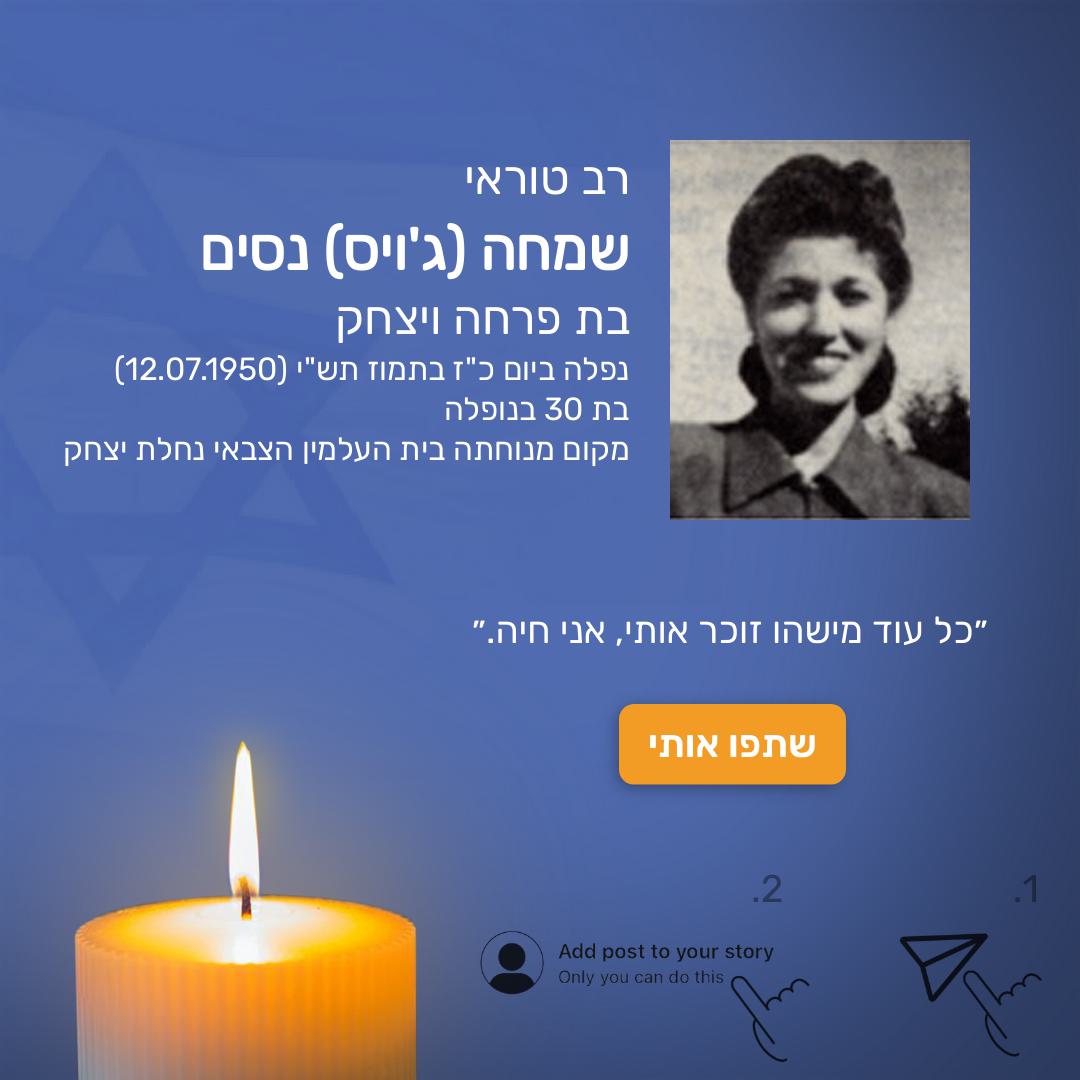 רב טוראי
שמחה (ג'ויס) נסים
בת פרחה ויצחק
נפלה ביום כ"ז בתמוז תש"י (12.07.1950)
בת 30 בנופלה
מקום מנוחתה בית העלמין הצבאי נחלת יצחק
״כל עוד מישהו זוכר אותי, אני חיה.״
שתפו אותי
.1
.2
Add post to your story
Only you can do this